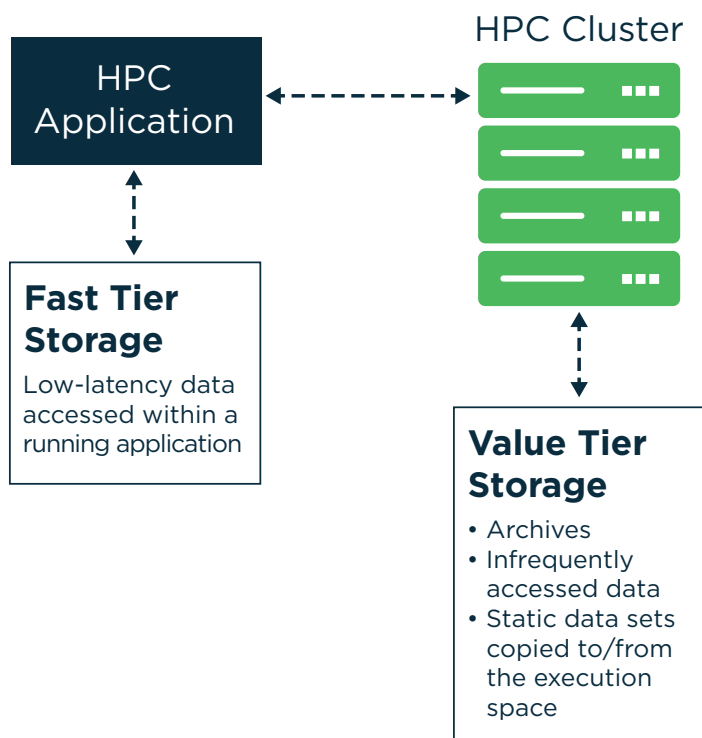 HPC Cluster
HPC
Application
Fast Tier
Storage
Low-latency data
accessed within a
running application
Value Tier
Storage
• Archives
• Infrequently
accessed data
• Static data sets
copied to/from
the execution
space